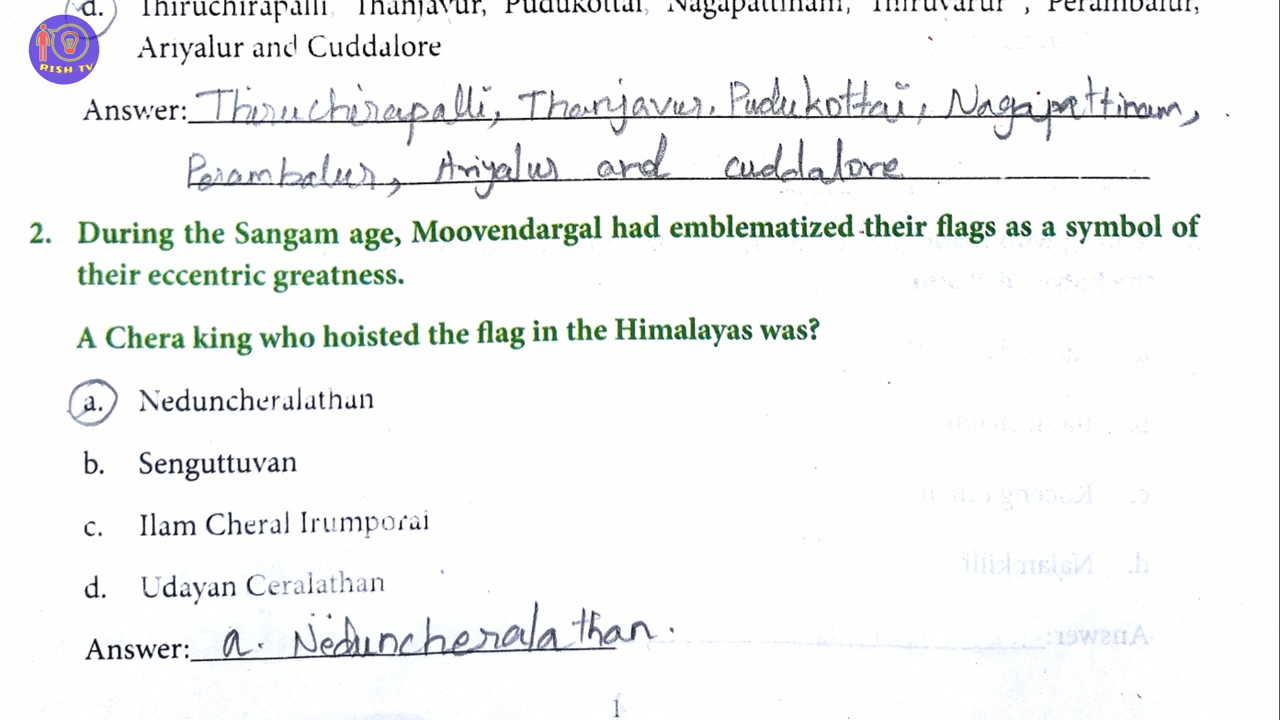 d. Thiruchirapalli Thanjavur, Pudukottai, Nagapattinam, Thiruvarur , Perambalur,
RISH TV
Ariyalur and Cuddalore
Answer: Thiruchirapalli, Thanjavur, Pudukottai, Nagapattinam,
Perambalur, Ariyalur and cuddalore
2. During the Sangam age, Moovendargal had emblematized their flags as a symbol of
their eccentric greatness.
A Chera king who hoisted the flag in the Himalayas was?
a. Neduncheralathan
b. Senguttuvan
c. Ilam Cheral Irumporai
d. Udayan Ceralathan
Answer: a. Neduncheralathan.
1